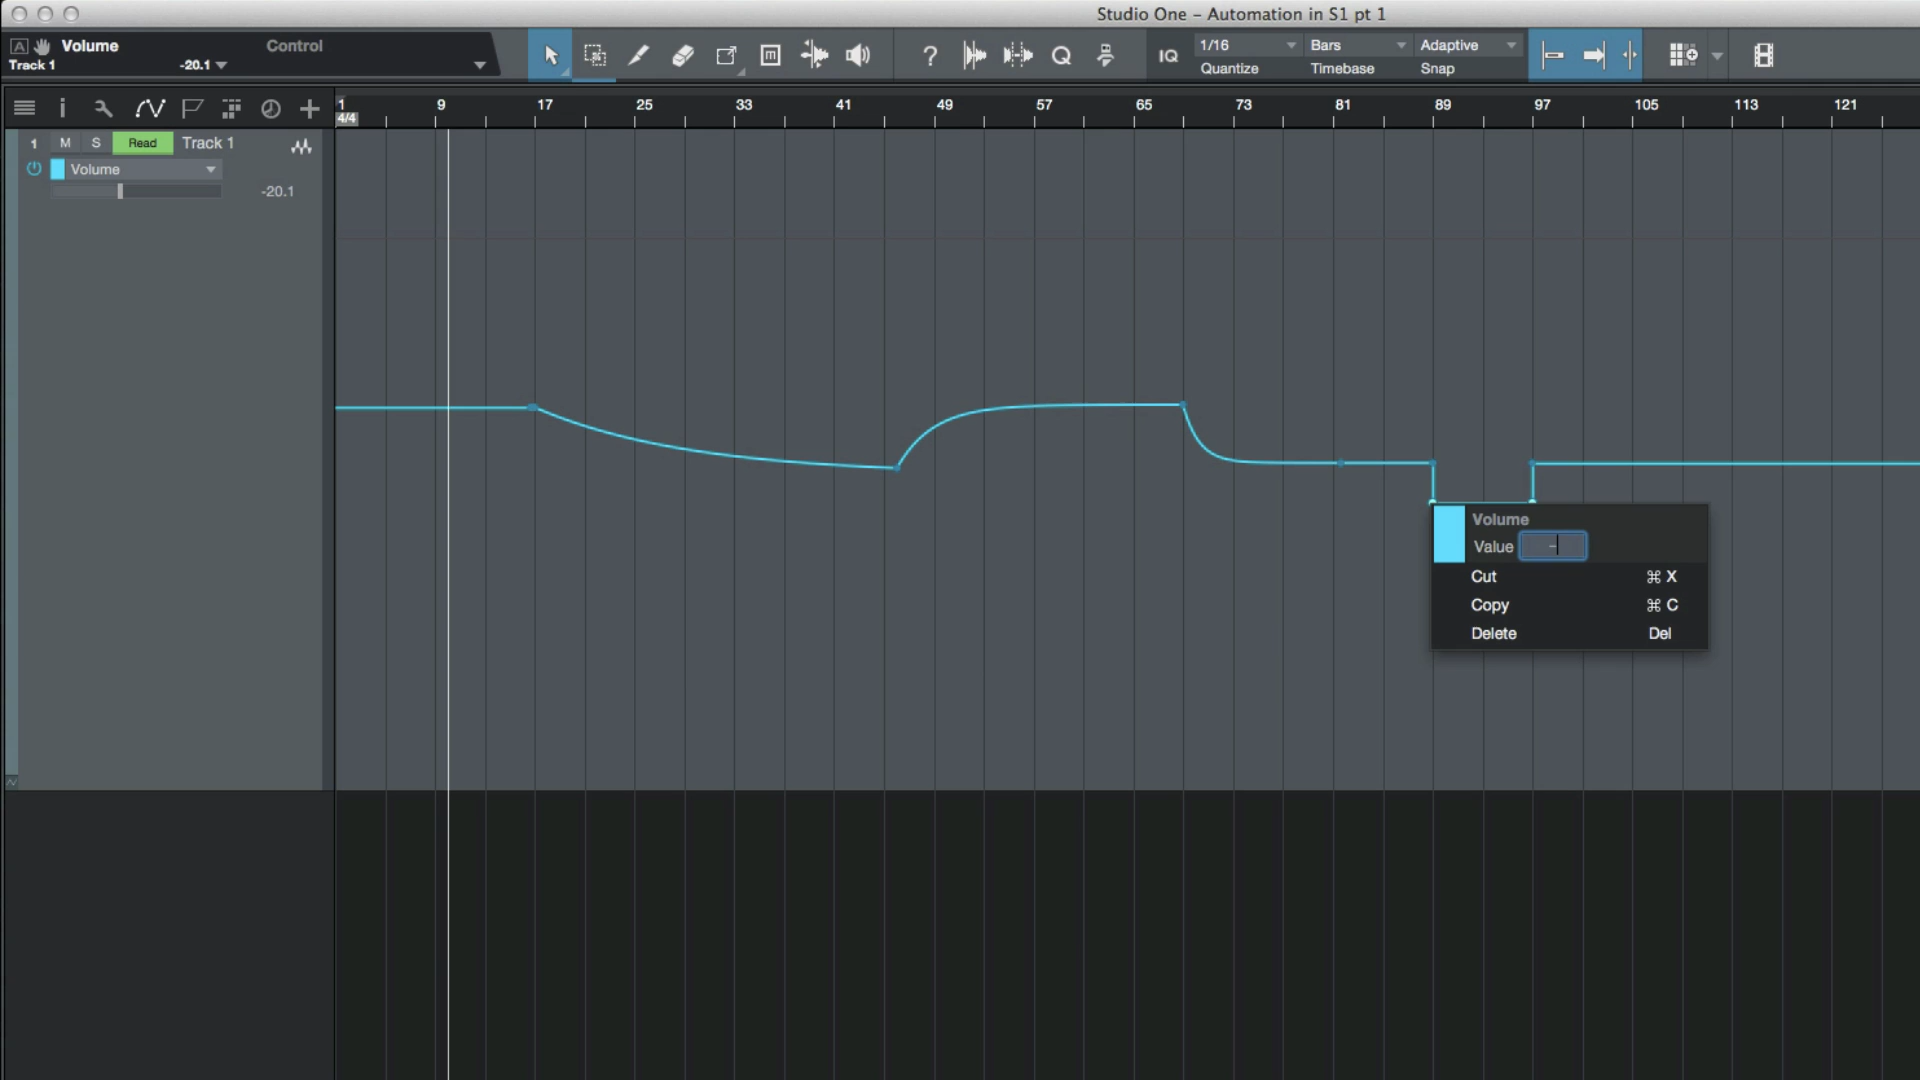 Studio One - Automation in S1 pt 1
A Volume Control
Track 1 -20.1
? Q IQ 1/16 Bars Adaptive
Quantize Timebase Snap
1 9 17 25 33 41 49 57 65 73 81 89 97 105 113 121
4/4
1 M S Read Track 1
Volume
-20.1
Volume
Value -
Cut ⌘ X
Copy ⌘ C
Delete Del